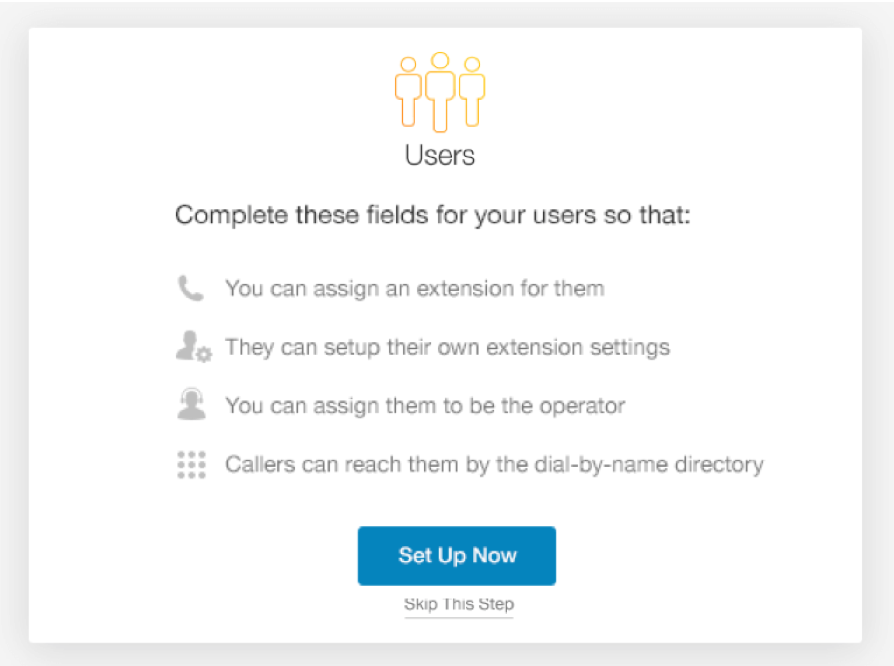 Users
Complete these fields for your users so that:
You can assign an extension for them
They can setup their own extension settings
You can assign them to be the operator
Callers can reach them by the dial-by-name directory
Set Up Now
Skip This Step